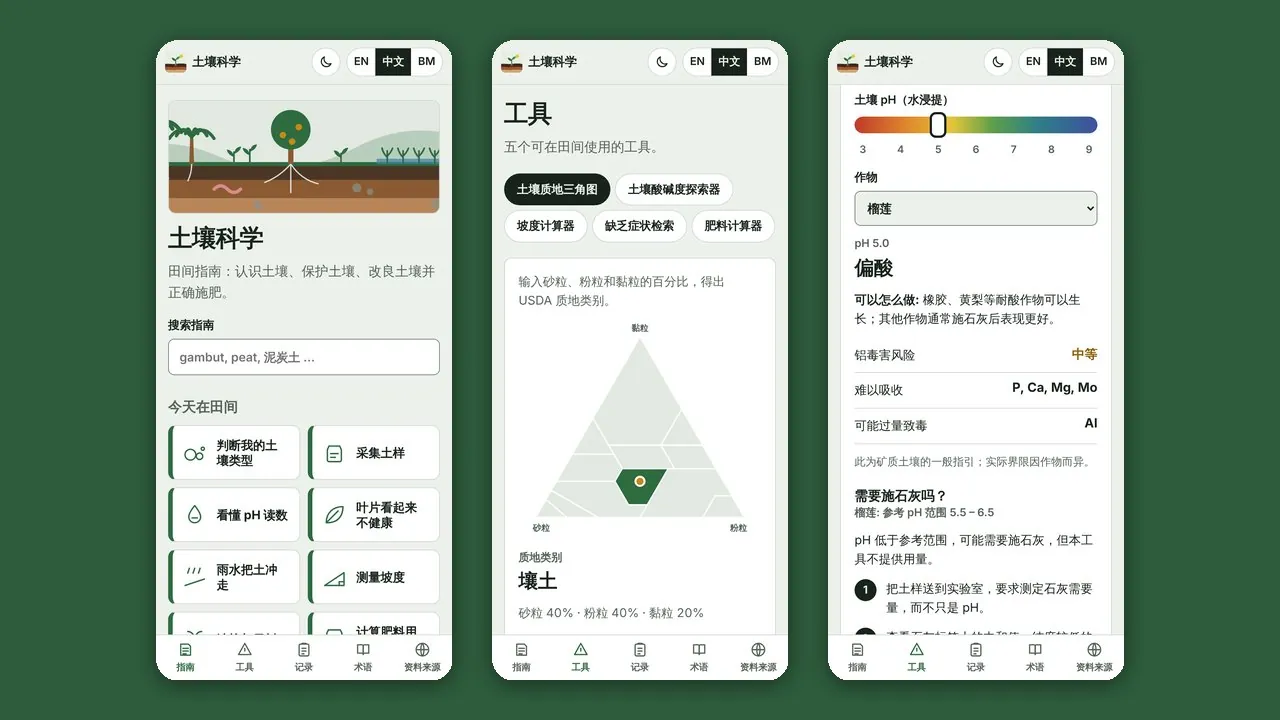 土壤科学
EN 中文 BM
土壤科学
田间指南：认识土壤、保护土壤、改良土壤并
正确施肥。
搜索指南
gambut, peat, 泥炭土 ...
今天在田间
判断我的土
壤类型
采集土样
看懂 pH 读数
叶片看起来
不健康
雨水把土冲
走
测量坡度
计算肥料用
指南 工具 记录 术语 资料来源
土壤科学
EN 中文 BM
工具
五个可在田间使用的工具。
土壤质地三角图 土壤酸碱度探索器
坡度计算器 缺乏症状检索 肥料计算器
输入砂粒、粉粒和黏粒的百分比，得出
USDA 质地类别。
黏粒
砂粒 粉粒
质地类别
壤土
砂粒 40% · 粉粒 40% · 黏粒 20%
指南 工具 记录 术语 资料来源
土壤科学
EN 中文 BM
土壤 pH（水浸提）
3 4 5 6 7 8 9
作物
榴莲
pH 5.0
偏酸
可以怎么做: 橡胶、黄梨等耐酸作物可以生
长；其他作物通常施石灰后表现更好。
铝毒害风险 中等
难以吸收 P, Ca, Mg, Mo
可能过量致毒 Al
此为矿质土壤的一般指引；实际界限因作物而异。
需要施石灰吗？
榴莲: 参考 pH 范围 5.5 – 6.5
pH 低于参考范围，可能需要施石灰，但本工
具不提供用量。
1 把土样送到实验室，要求测定石灰需要
量，而不只是 pH。
指南 工具 记录 术语 资料来源